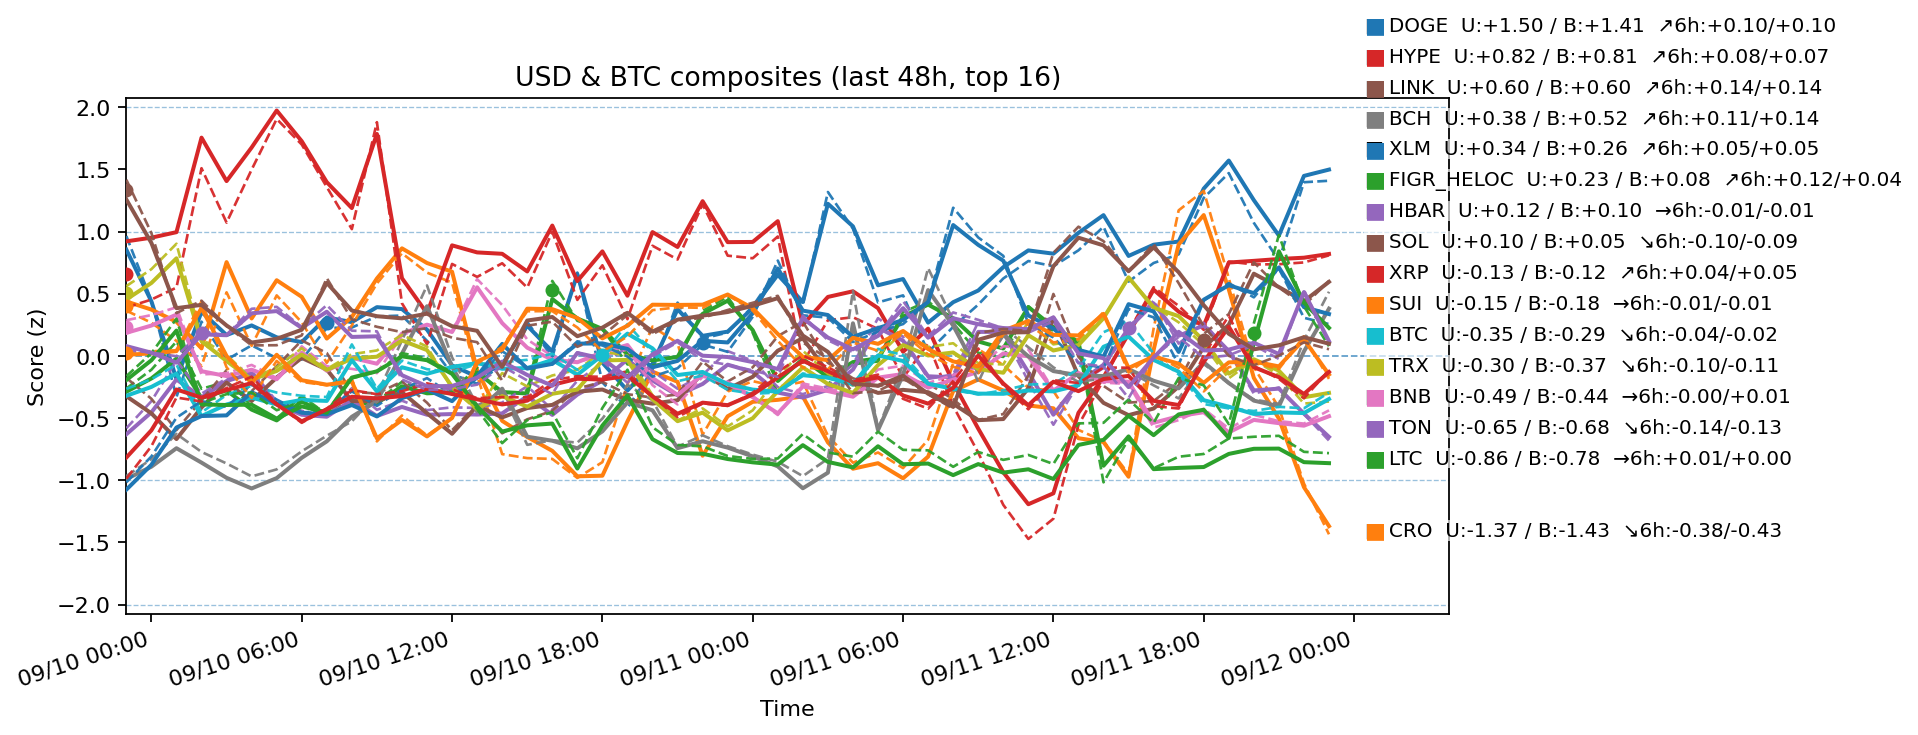 DOGE U:+1.50 / B:+1.41 ↗6h:+0.10/+0.10
HYPE U:+0.82 / B:+0.81 ↗6h:+0.08/+0.07
USD & BTC composites (last 48h, top 16)
LINK U:+0.60 / B:+0.60 ↗6h:+0.14/+0.14
BCH U:+0.38 / B:+0.52 ↗6h:+0.11/+0.14
XLM U:+0.34 / B:+0.26 ↗6h:+0.05/+0.05
FIGR_HELOC U:+0.23 / B:+0.08 ↗6h:+0.12/+0.04
HBAR U:+0.12 / B:+0.10 →6h:-0.01/-0.01
SOL U:+0.10 / B:+0.05 ↘6h:-0.10/-0.09
XRP U:-0.13 / B:-0.12 ↗6h:+0.04/+0.05
SUI U:-0.15 / B:-0.18 →6h:-0.01/-0.01
BTC U:-0.35 / B:-0.29 ↘6h:-0.04/-0.02
TRX U:-0.30 / B:-0.37 ↘6h:-0.10/-0.11
BNB U:-0.49 / B:-0.44 →6h:-0.00/+0.01
TON U:-0.65 / B:-0.68 ↘6h:-0.14/-0.13
LTC U:-0.86 / B:-0.78 →6h:+0.01/+0.00
CRO U:-1.37 / B:-1.43 ↘6h:-0.38/-0.43
Score (z)
2.0
1.5
1.0
0.5
0.0
−0.5
−1.0
−1.5
−2.0
09/10 00:00
09/10 06:00
09/10 12:00
09/10 18:00
09/11 00:00
09/11 06:00
09/11 12:00
09/11 18:00
09/12 00:00
Time